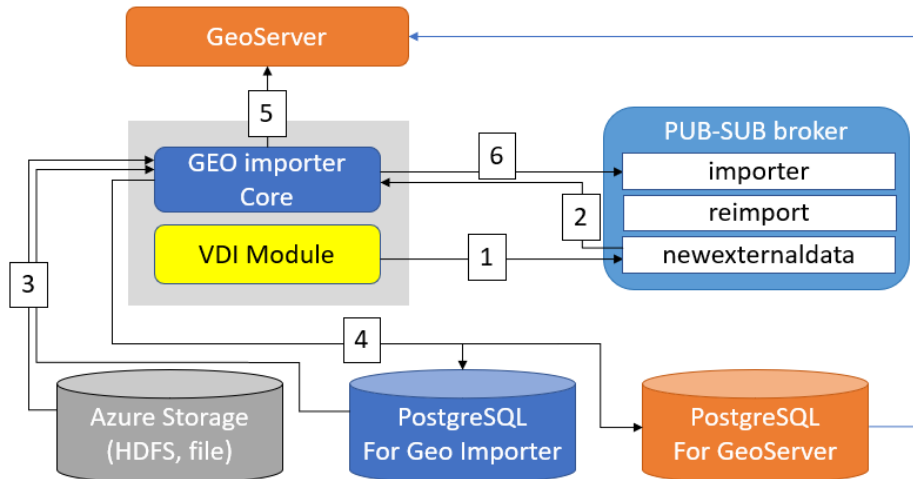 GeoServer
5
PUB-SUB broker
GEO importer
Core
6
importer
reimport
2
newexternaldata
VDI Module
1
3
4
Azure Storage
(HDFS, file)
PostgreSQL
For Geo Importer
PostgreSQL
For GeoServer